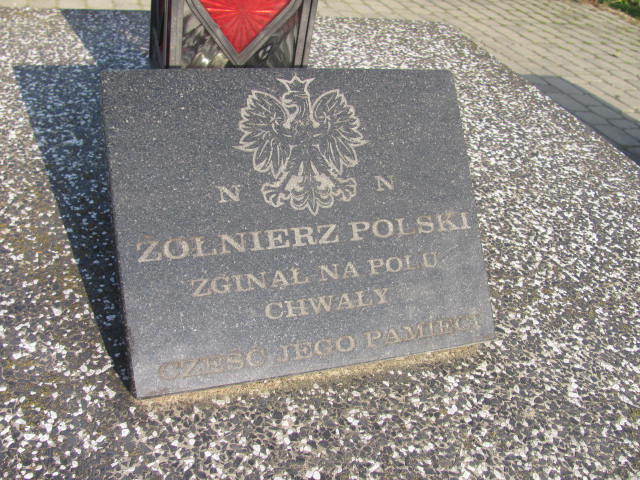 N N
ŻOŁNIERZ POLSKI
ZGINĄŁ NA POLU
CHWAŁY
CZEŚĆ JEGO PAMIĘCI